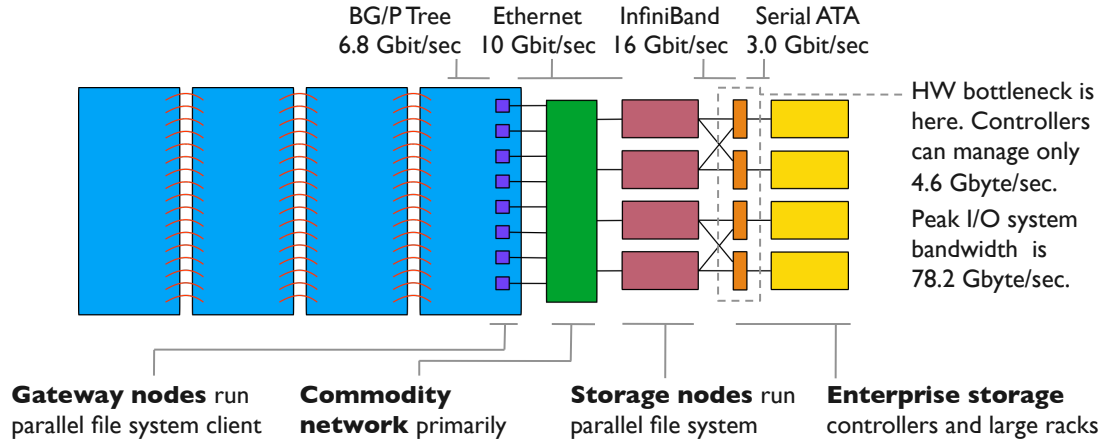 BG/P Tree
6.8 Gbit/sec
Ethernet
10 Gbit/sec
InfiniBand
16 Gbit/sec
Serial ATA
3.0 Gbit/sec
HW bottleneck is
here. Controllers
can manage only
4.6 Gbyte/sec.
Peak I/O system
bandwidth is
78.2 Gbyte/sec.
Gateway nodes run
parallel file system client
Commodity
network primarily
Storage nodes run
parallel file system
Enterprise storage
controllers and large racks